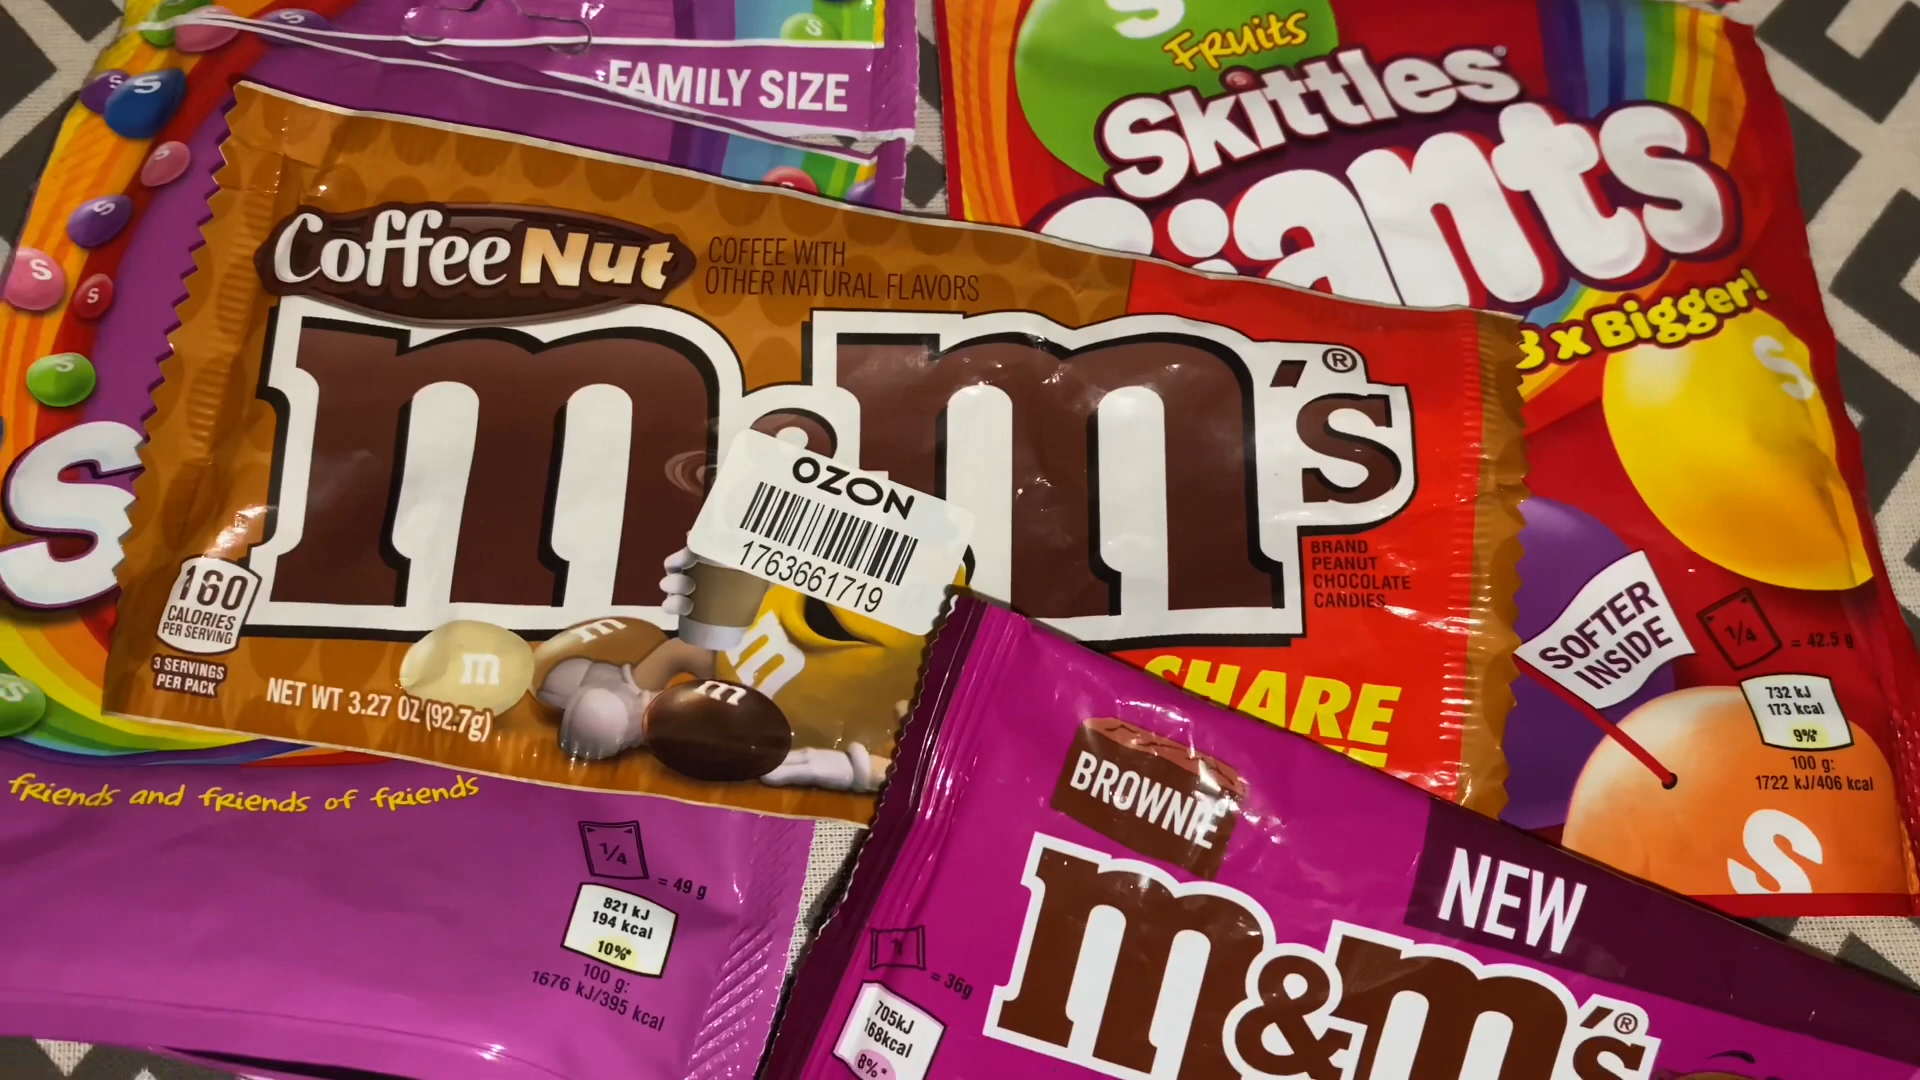 FAMILY SIZE
S
friends and friends of friends
1/4
= 49 g
821 kJ
194 kcal
10%*
100 g:
1676 kJ/395 kcal
Fruits
Skittles®
Giants
3 x Bigger!
SOFTER
INSIDE
1/4
= 42.5 g
732 kJ
173 kcal
9%*
100 g:
1722 kJ/406 kcal
Coffee Nut
COFFEE WITH
OTHER NATURAL FLAVORS
m&m's®
BRAND
PEANUT
CHOCOLATE
CANDIES
OZON
1763661719
160
CALORIES
PER SERVING
3 SERVINGS
PER PACK
NET WT 3.27 OZ (92.7g)
SHARE
BROWNIE
NEW
m&m's®
1
= 36g
705kJ
168kcal
8%*